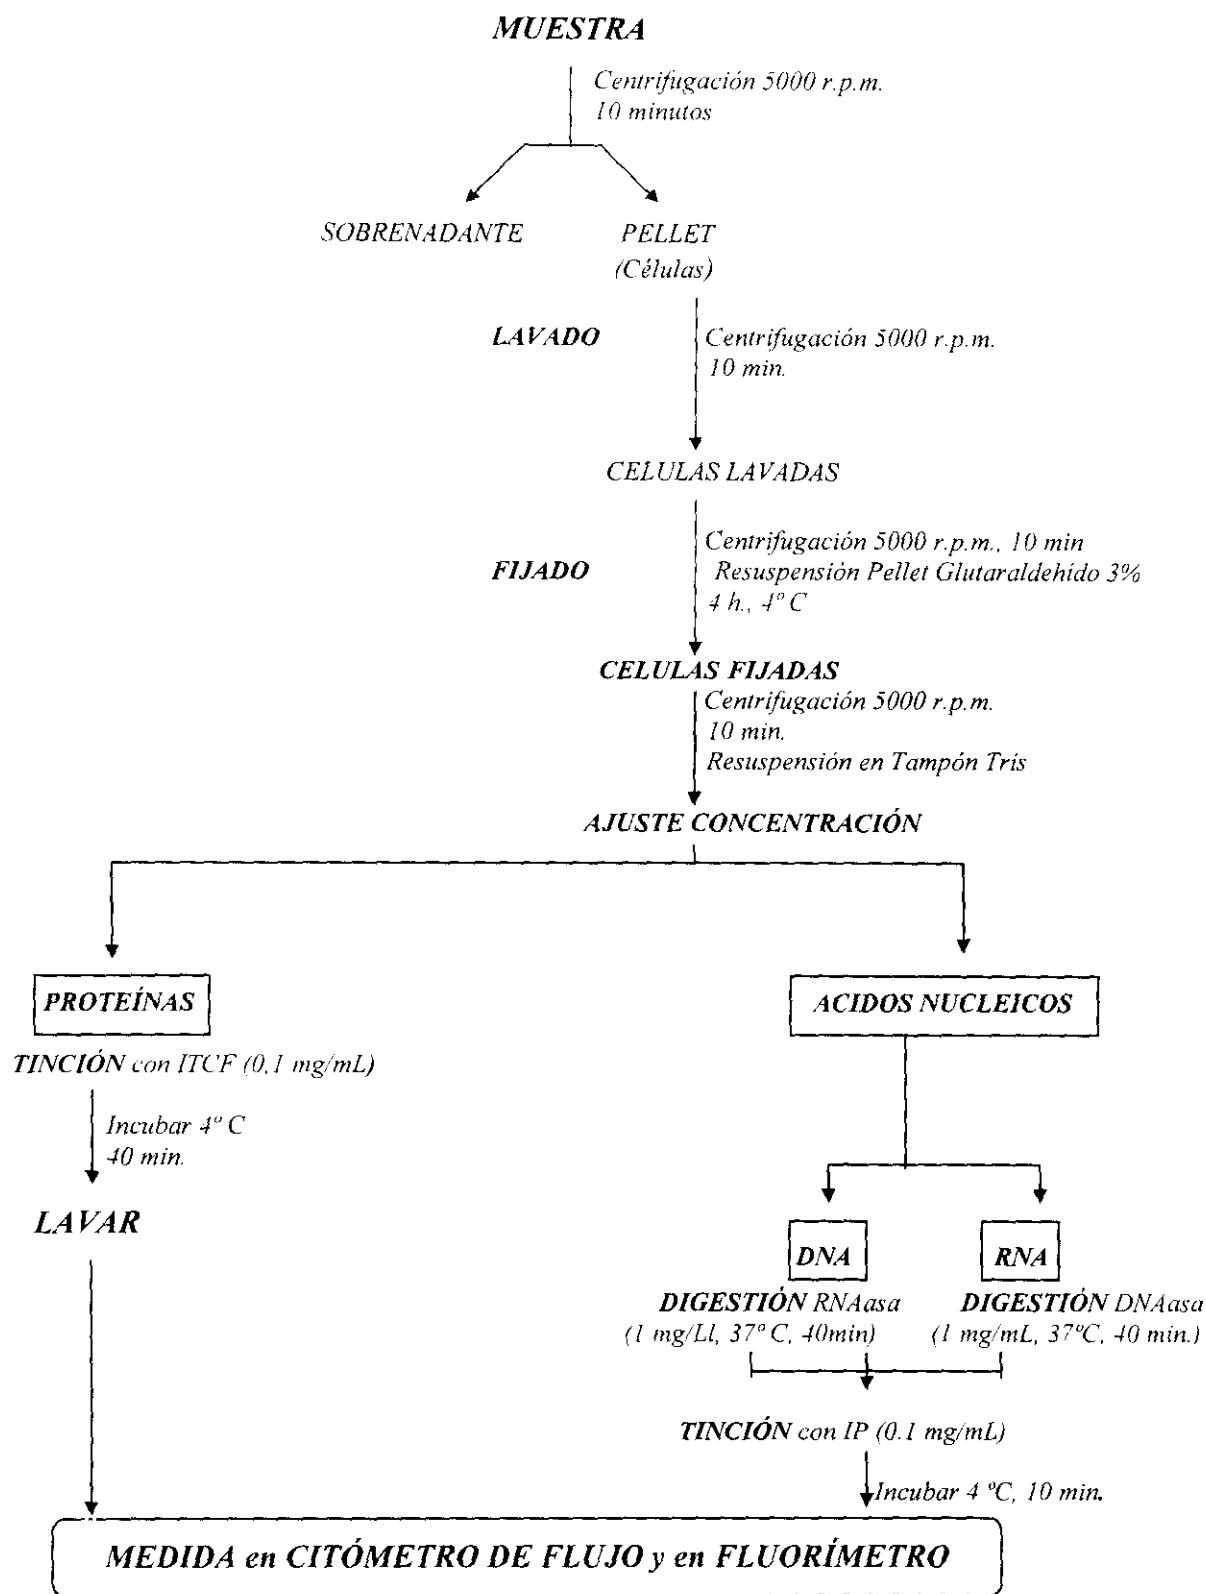 MUESTRA
Centrifugación 5000 r.p.m.
10 minutos
SOBRENADANTE
PELLET
(Células)
LAVADO
Centrifugación 5000 r.p.m.
10 min.
CELULAS LAVADAS
FIJADO
Centrifugación 5000 r.p.m., 10 min
Resuspensión Pellet Glutaraldehído 3%
4 h., 4º C
CELULAS FIJADAS
Centrifugación 5000 r.p.m.
10 min.
Resuspensión en Tampón Tris
AJUSTE CONCENTRACIÓN
PROTEÍNAS
TINCIÓN con ITCF (0,1 mg/mL)
Incubar 4º C
40 min.
LAVAR
ACIDOS NUCLEICOS
DNA
DIGESTIÓN RNAasa
(1 mg/Ll, 37º C, 40min)
RNA
DIGESTIÓN DNAasa
(1 mg/mL, 37ºC, 40 min.)
TINCIÓN con IP (0.1 mg/mL)
Incubar 4 ºC, 10 min.
MEDIDA en CITÓMETRO DE FLUJO y en FLUORÍMETRO